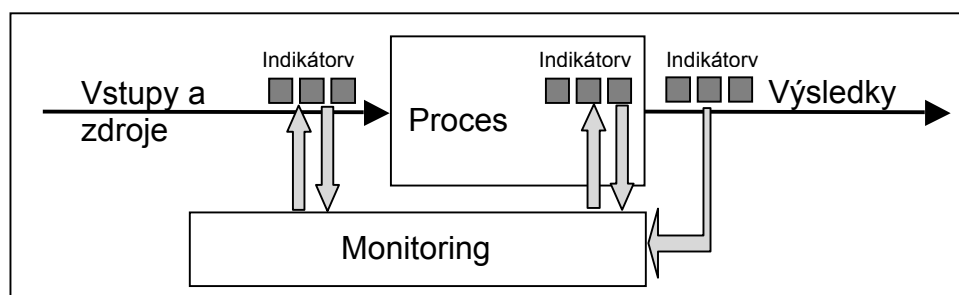 Indikátorv
Indikátorv
Indikátorv
Vstupy a
zdroje
Proces
Výsledky
Monitoring